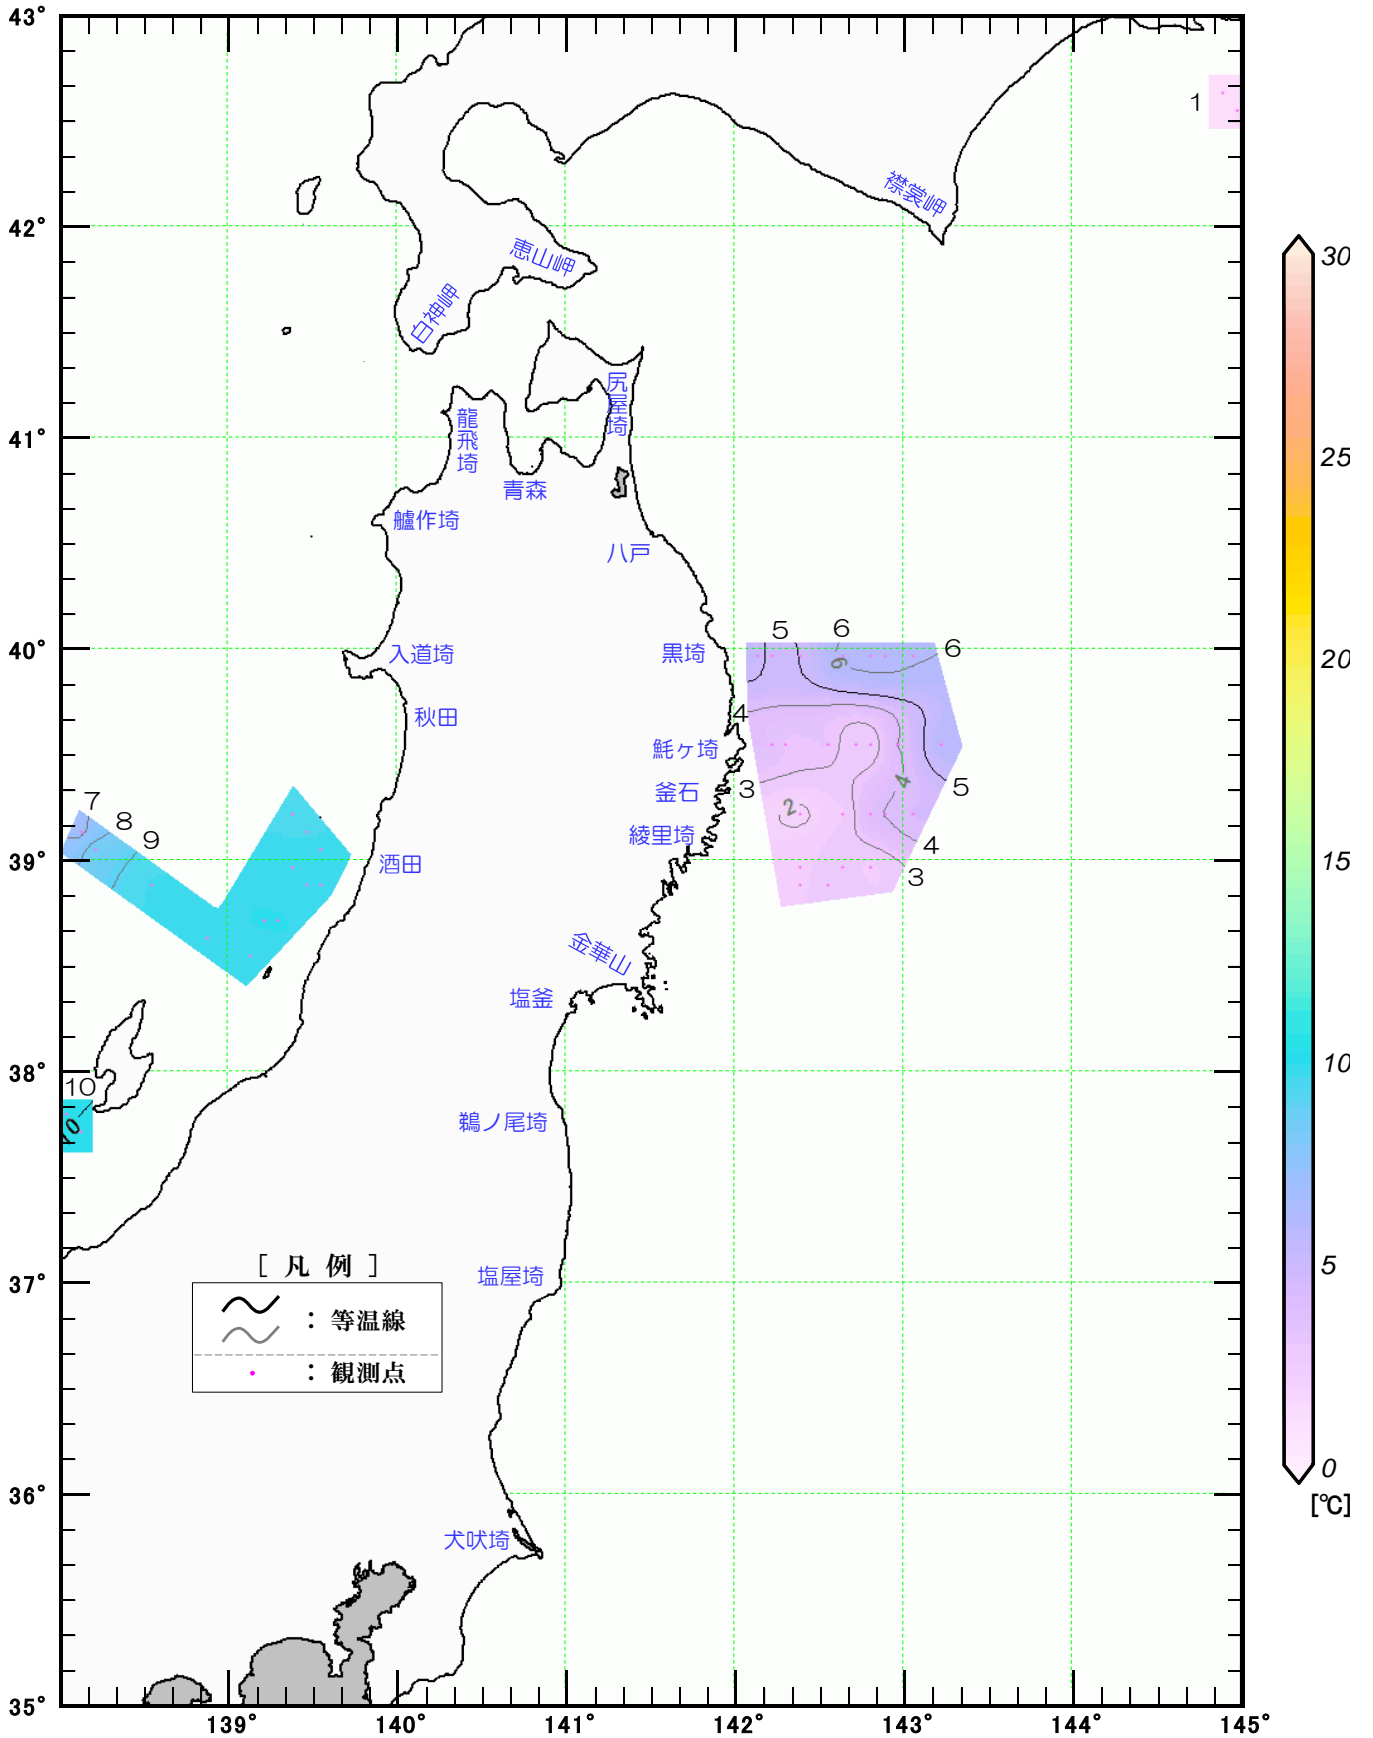 43°
42°
41°
40°
39°
38°
37°
36°
35°
139°
140°
141°
142°
143°
144°
145°
1
襟裳岬
恵山岬
白神岬
尻屋埼
龍飛埼
青森
艫作埼
八戸
入道埼
黒埼
秋田
魹ヶ埼
釜石
綾里埼
酒田
金華山
塩釜
鵜ノ尾埼
塩屋埼
犬吠埼
5
6
6
6
4
3
2
4
5
4
3
7
8
9
10
10
[ 凡 例 ]
：等温線
：観測点
30
25
20
15
10
5
0
[℃]